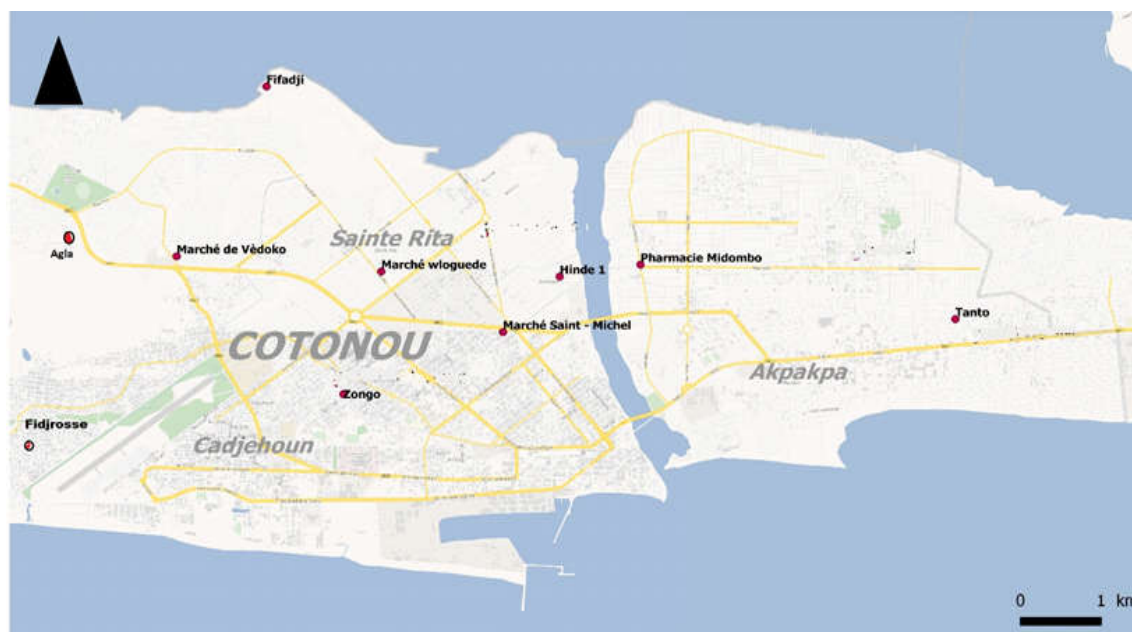 Fifadji
Sainte Rita
Agla
Marché de Vèdoko
Marché wloguede
Hinde 1
Pharmacie Midombo
Marché Saint - Michel
Tanto
COTONOU
Akpakpa
Zongo
Fidjrosse
Cadjehoun
0 1 km